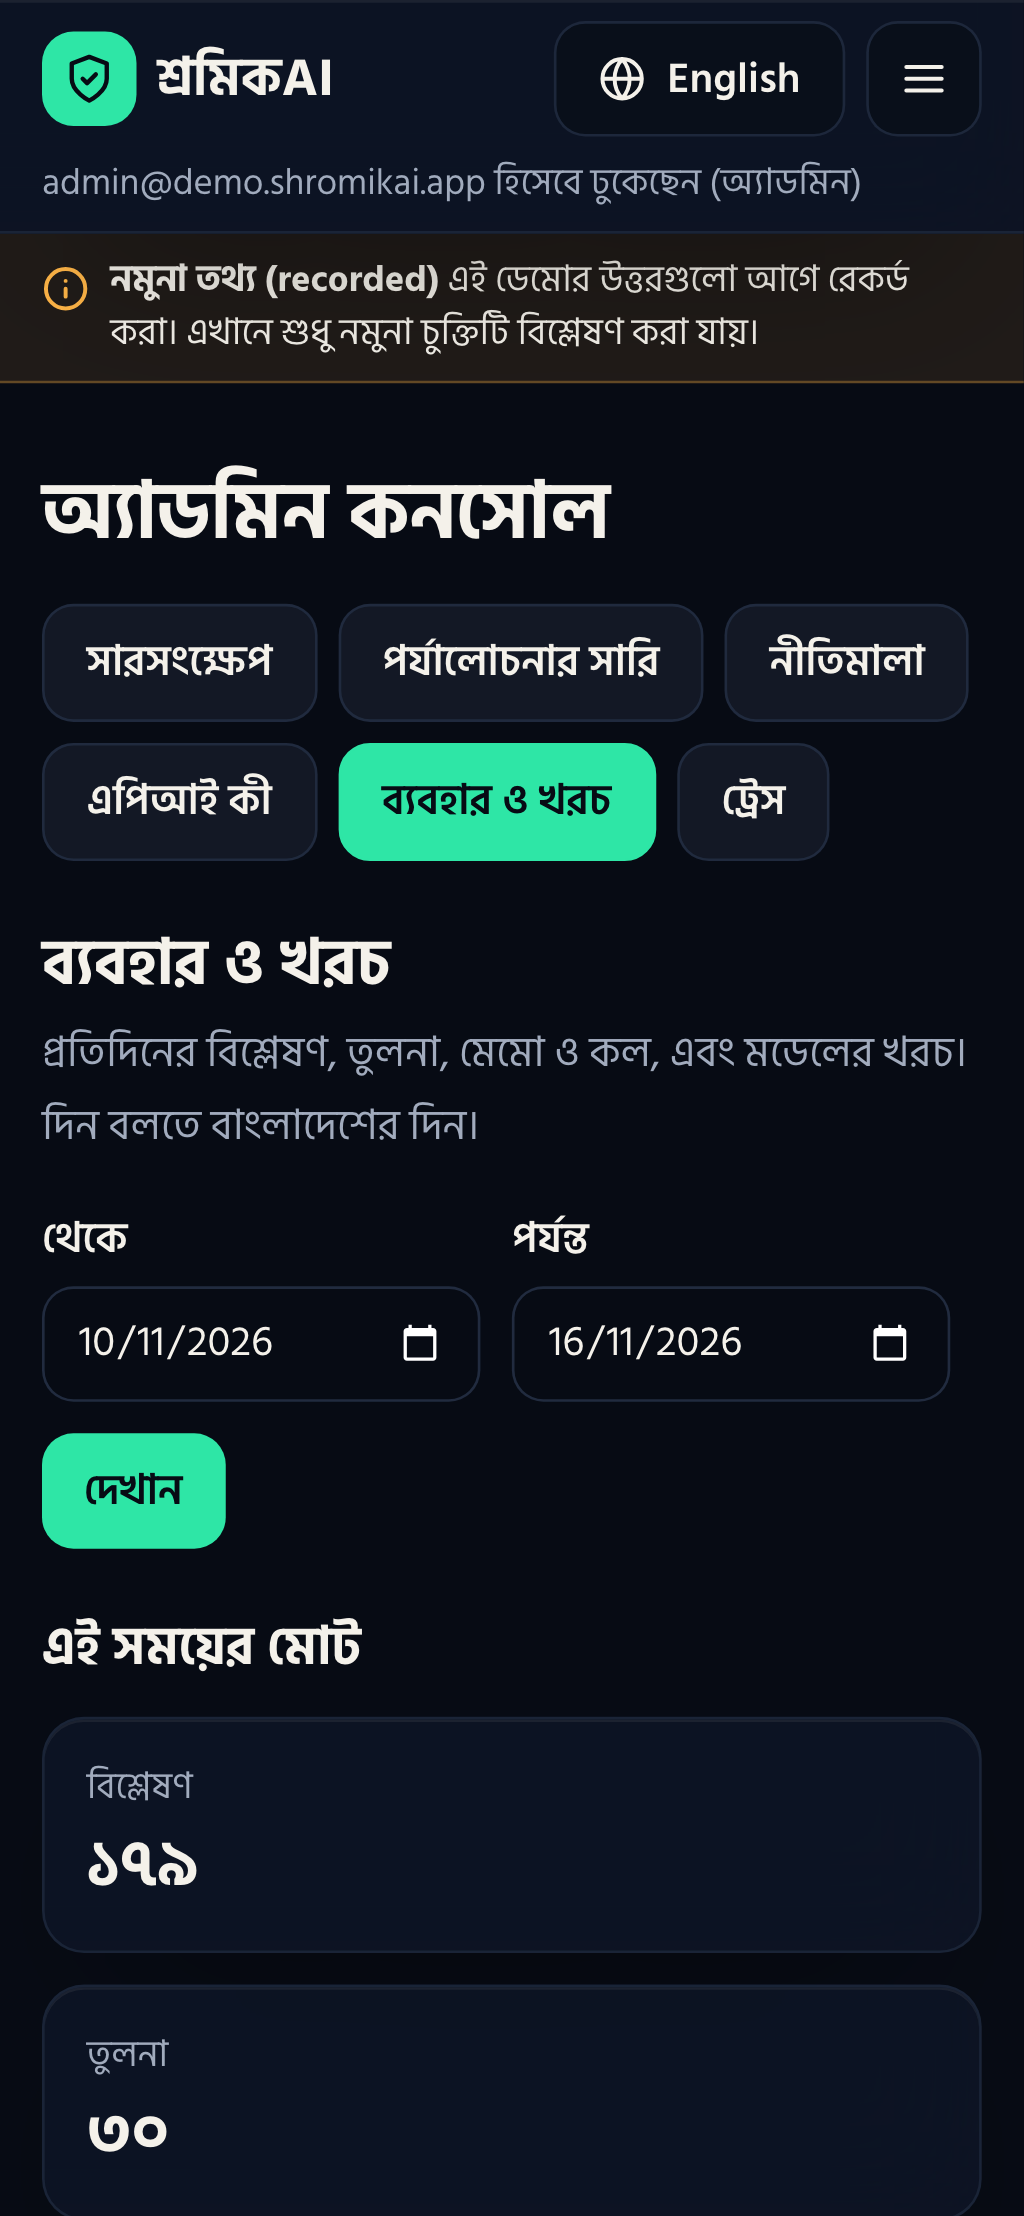 শ্রমিকAI
English
admin@demo.shromikai.app হিসেবে ঢুকেছেন (অ্যাডমিন)
নমুনা তথ্য (recorded) এই ডেমোর উত্তরগুলো আগে রেকর্ড
করা। এখানে শুধু নমুনা চুক্তিটি বিশ্লেষণ করা যায়।
অ্যাডমিন কনসোল
সারসংক্ষেপ
পর্যালোচনার সারি
নীতিমালা
এপিআই কী
ব্যবহার ও খরচ
ট্রেস
ব্যবহার ও খরচ
প্রতিদিনের বিশ্লেষণ, তুলনা, মেমো ও কল, এবং মডেলের খরচ।
দিন বলতে বাংলাদেশের দিন।
থেকে
পর্যন্ত
10/11/2026
16/11/2026
দেখান
এই সময়ের মোট
বিশ্লেষণ
১৭৯
তুলনা
৩০